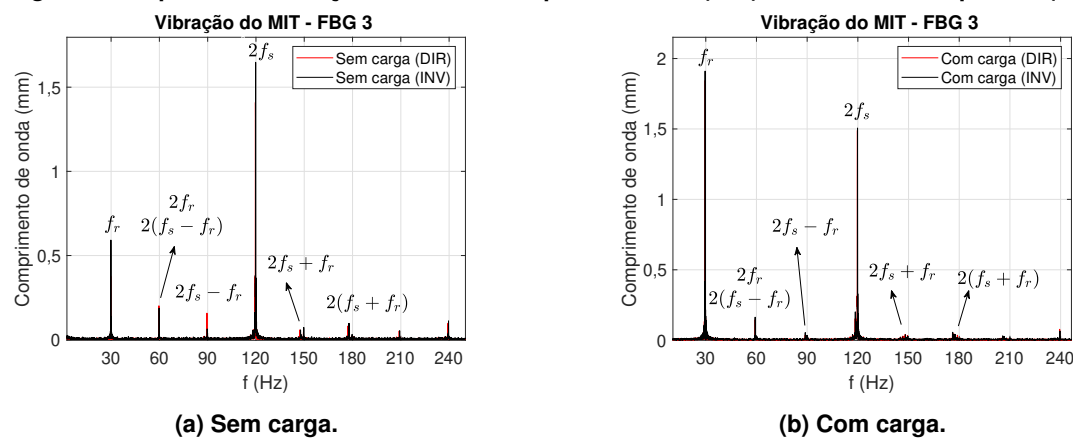 Vibração do MIT - FBG 3
Sem carga (DIR)
Sem carga (INV)
Comprimento de onda (mm)
1,5
1
0,5
0
30 60 90 120 150 180 210 240
f (Hz)
2f_s
f_r
2f_r
2(f_s − f_r)
2f_s − f_r
2f_s + f_r
2(f_s + f_r)
(a) Sem carga.
Vibração do MIT - FBG 3
Com carga (DIR)
Com carga (INV)
Comprimento de onda (mm)
2
1,5
1
0,5
0
30 60 90 120 150 180 210 240
f (Hz)
f_r
2f_s
2f_s − f_r
2f_r
2(f_s − f_r)
2f_s + f_r
2(f_s + f_r)
(b) Com carga.